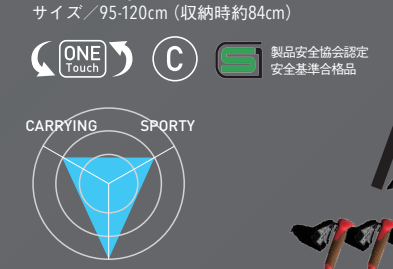 サイズ／95-120cm（収納時約84cm）
ONE
Touch
C
製品安全協会認定
安全基準合格品
CARRYING SPORTY